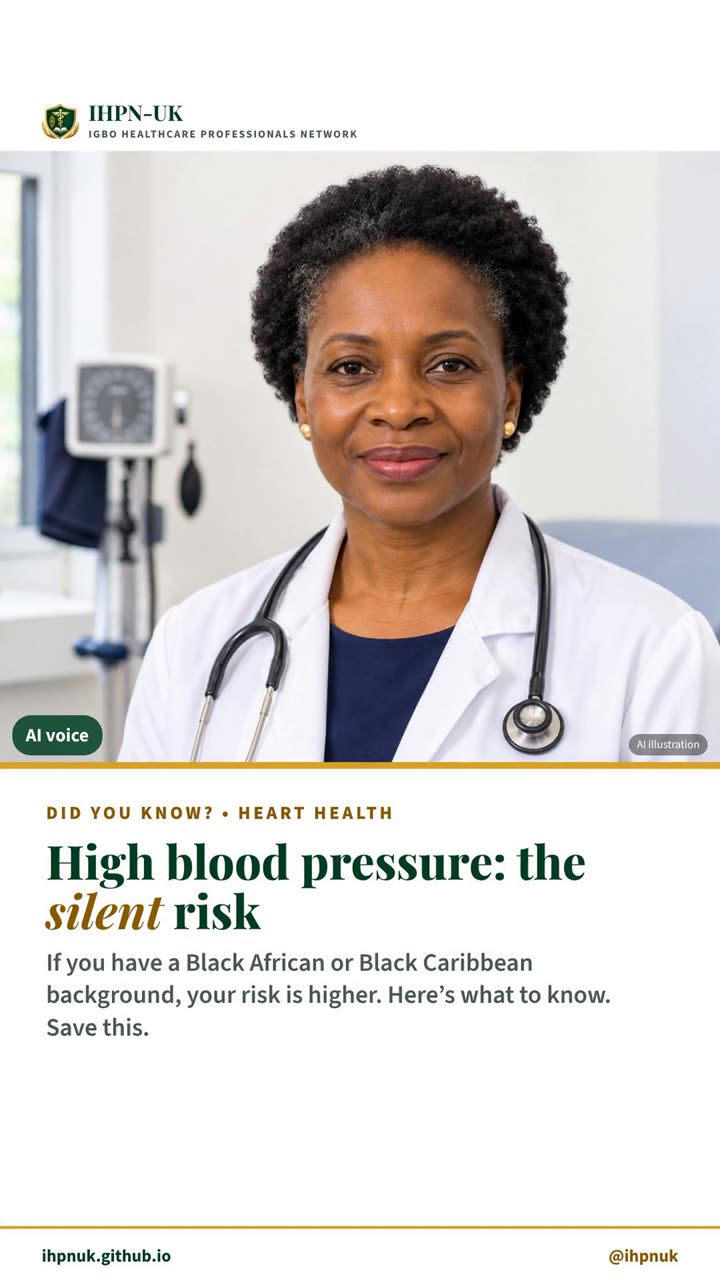 IHPN-UK
IGBO HEALTHCARE PROFESSIONALS NETWORK
AI voice
AI illustration
DID YOU KNOW? • HEART HEALTH
High blood pressure: the
silent risk
If you have a Black African or Black Caribbean
background, your risk is higher. Here’s what to know.
Save this.
ihpnuk.github.io
@ihpnuk